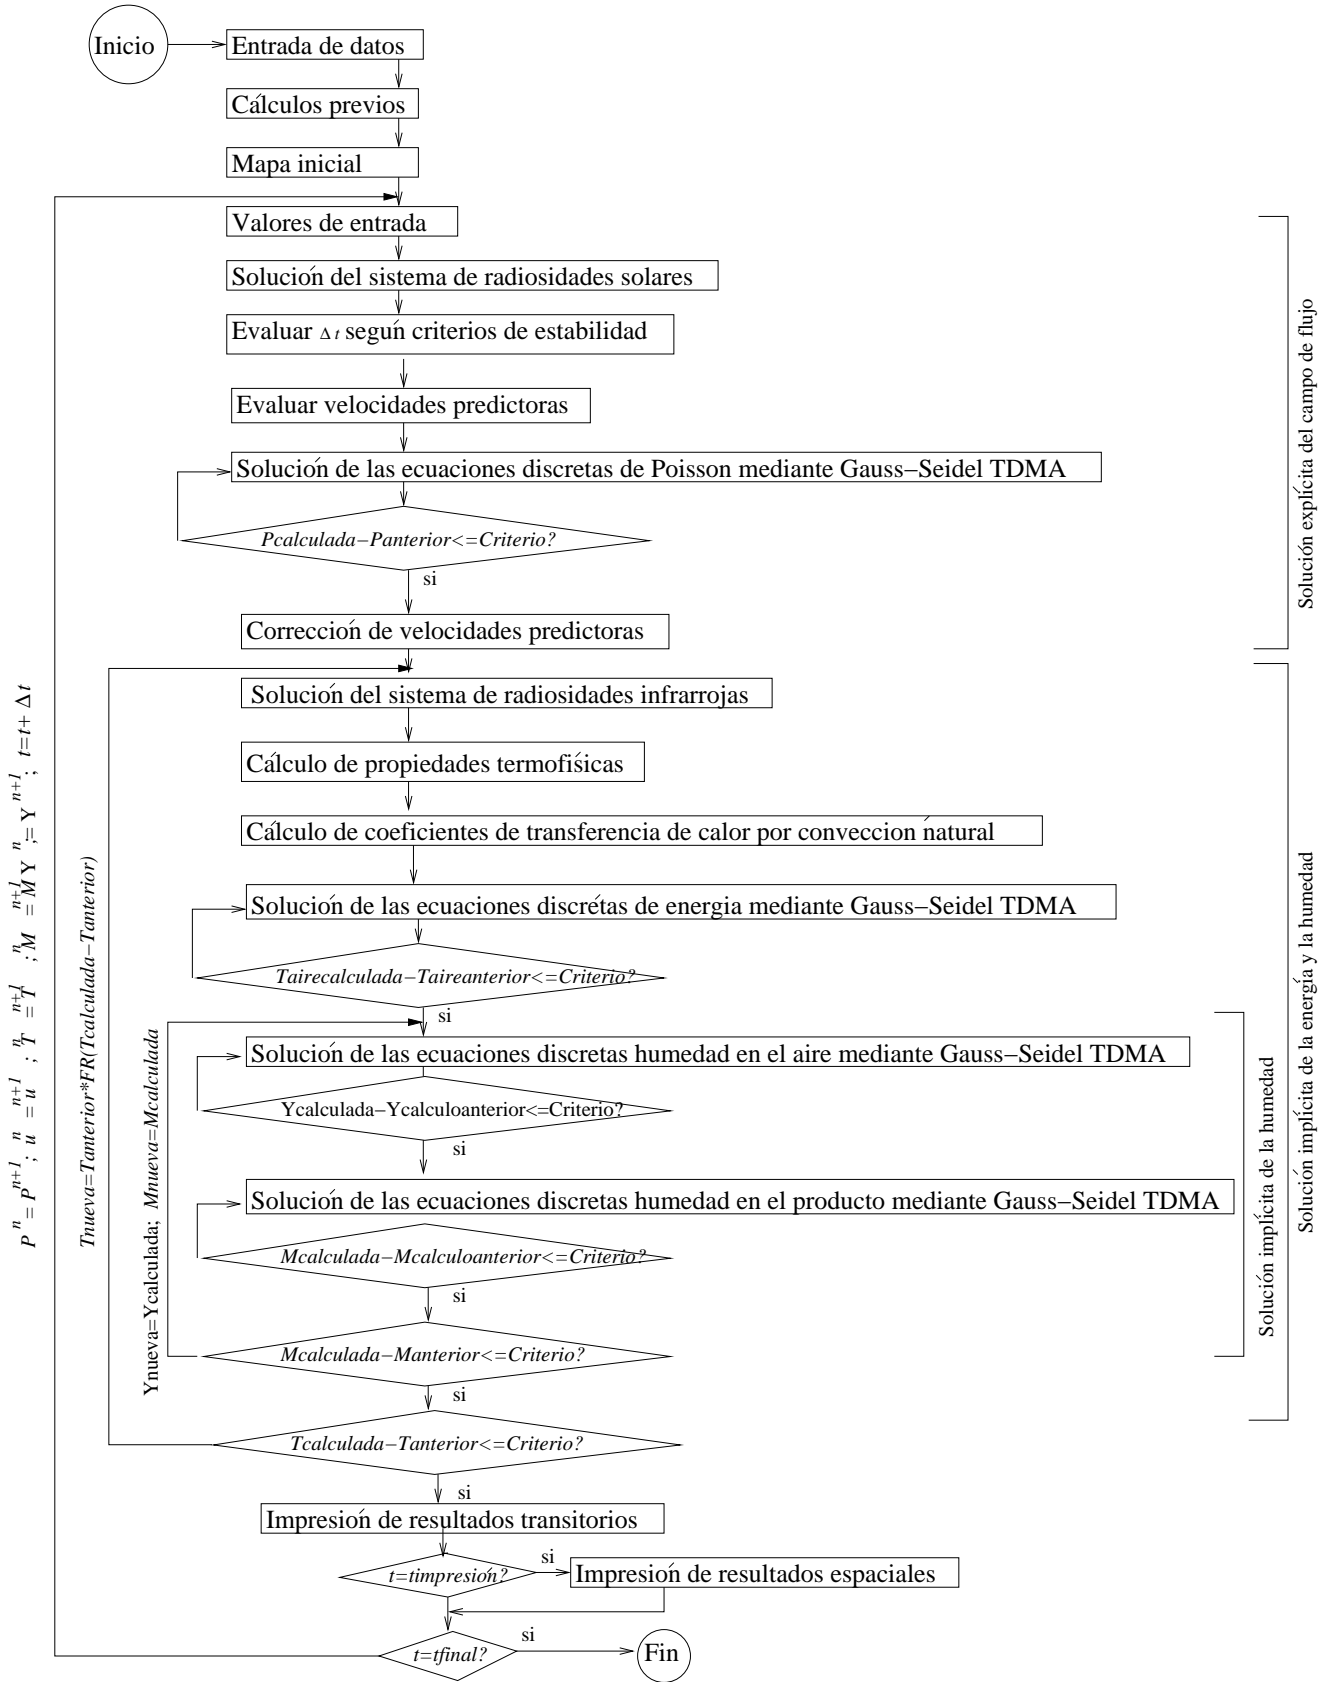 Inicio
Entrada de datos
Cálculos previos
Mapa inicial
Valores de entrada
Solución del sistema de radiosidades solares
Evaluar Δt según criterios de estabilidad
Evaluar velocidades predictoras
Solución de las ecuaciones discretas de Poisson mediante Gauss−Seidel TDMA
Pcalculada−Panterior<=Criterio?
si
Corrección de velocidades predictoras
Solución del sistema de radiosidades infrarrojas
Cálculo de propiedades termofísicas
Cálculo de coeficientes de transferencia de calor por conveccion ́natural
Solución de las ecuaciones discrétas de energia mediante Gauss−Seidel TDMA
Tairecalculada−Taireanterior<=Criterio?
si
Solución de las ecuaciones discretas humedad en el aire mediante Gauss−Seidel TDMA
Ycalculada−Ycalculoanterior<=Criterio?
si
Solución de las ecuaciones discretas humedad en el producto mediante Gauss−Seidel TDMA
Mcalculada−Mcalculoanterior<=Criterio?
si
Mcalculada−Manterior<=Criterio?
si
Tcalculada−Tanterior<=Criterio?
si
Impresión de resultados transitorios
t=timpresión?
si
Impresión de resultados espaciales
t=tfinal?
si
Fin
P^n = P^n+1; u^n = u^n+1; T^n = T^n+1; M^n = M^n+1; Y^n = Y^n+1; t=t+ Δt
Tnueva=Tanterior*FR(Tcalculada−Tanterior)
Ynueva=Ycalculada; Mnueva=Mcalculada
Solución explícita del campo de flujo
Solución implícita de la humedad
Solución implícita de la energía y la humedad